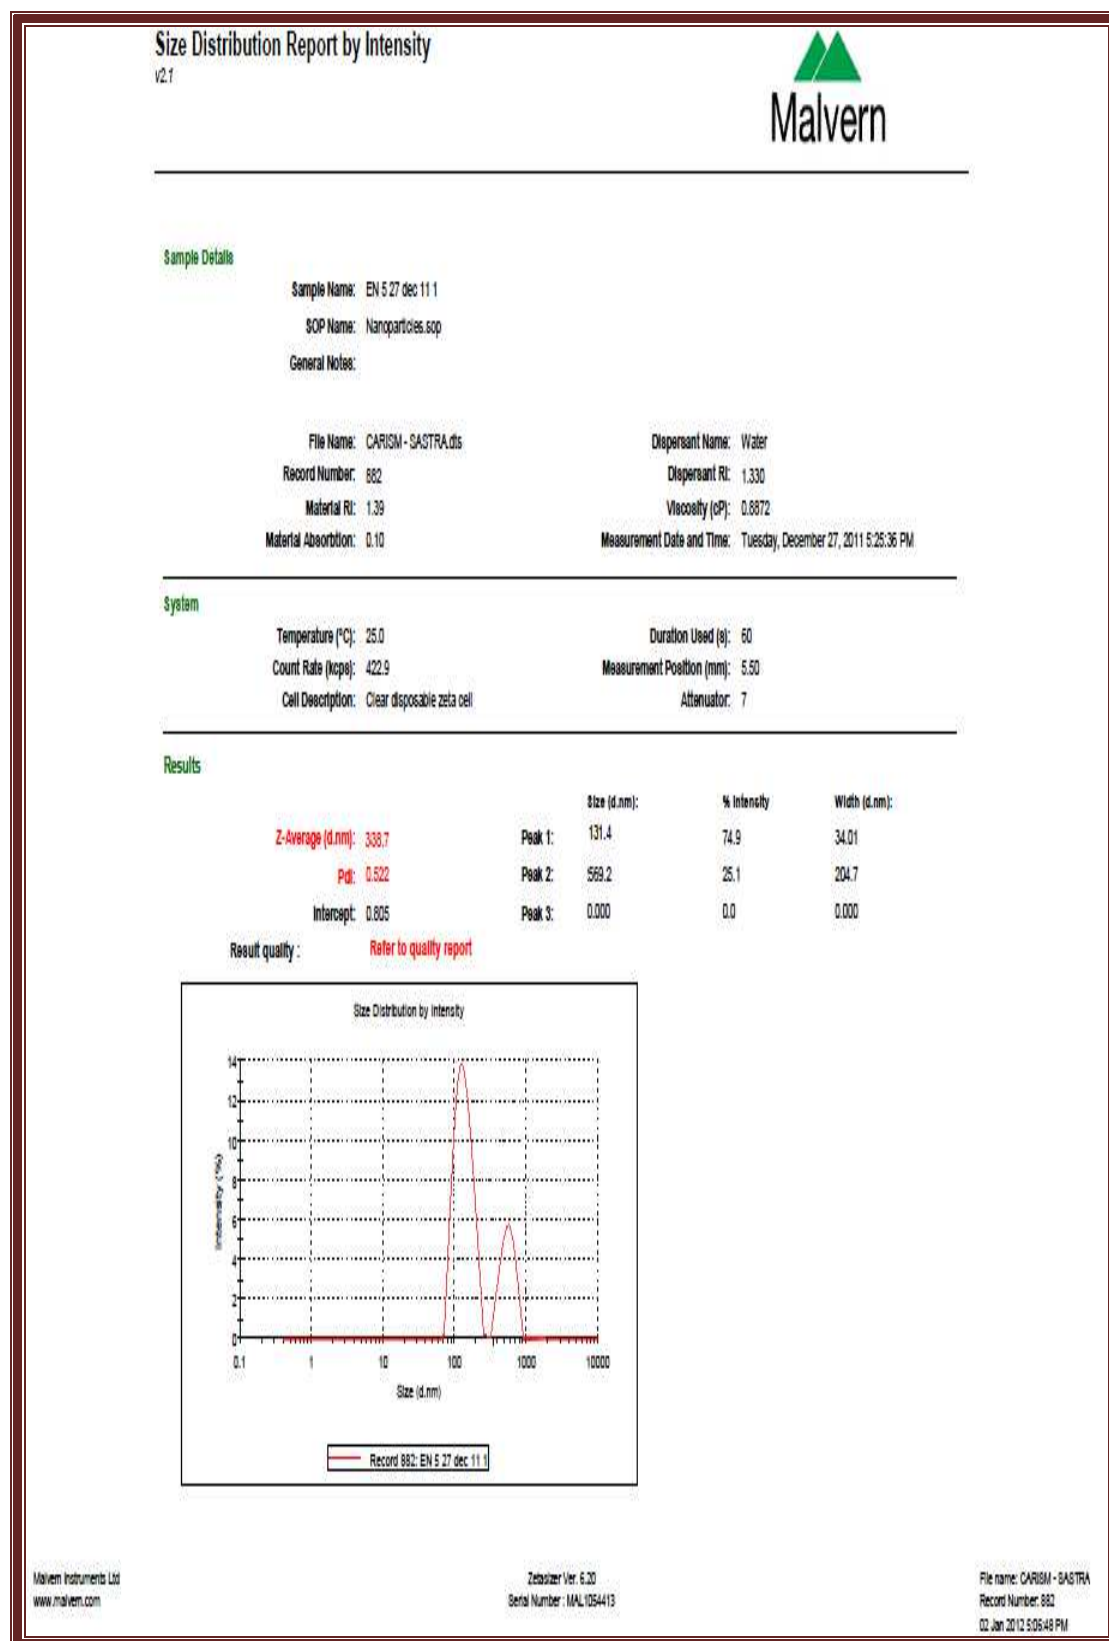 Size Distribution Report by Intensity
v2.1
Malvern
Sample Details
Sample Name: EN 5 27 dec 11 1
SOP Name: Nanoparticles.sop
General Notes:
File Name: CARISM - SASTRA.dts Dispersant Name: Water
Record Number: 882 Dispersant RI: 1.330
Material RI: 1.39 Viscosity (cP): 0.8872
Material Absorbtion: 0.10 Measurement Date and Time: Tuesday, December 27, 2011 5:25:36 PM
System
Temperature (°C): 25.0 Duration Used (s): 60
Count Rate (kcps): 422.9 Measurement Position (mm): 5.50
Cell Description: Clear disposable zeta cell Attenuator: 7
Results
Size (d.nm): % Intensity Width (d.nm):
Z-Average (d.nm): 338.7 Peak 1: 131.4 74.9 34.01
PdI: 0.522 Peak 2: 569.2 25.1 204.7
Intercept: 0.805 Peak 3: 0.000 0.0 0.000
Result quality : Refer to quality report
Size Distribution by Intensity
14
12
10
8
6
4
2
0
Intensity (%)
0.1 1 10 100 1000 10000
Size (d.nm)
Record 882: EN 5 27 dec 11 1
Malvern Instruments Ltd Zetasizer Ver. 6.20 File name: CARISM - SASTRA
www.malvern.com Serial Number : MAL1054413 Record Number: 882
02 Jan 2012 5:06:48 PM